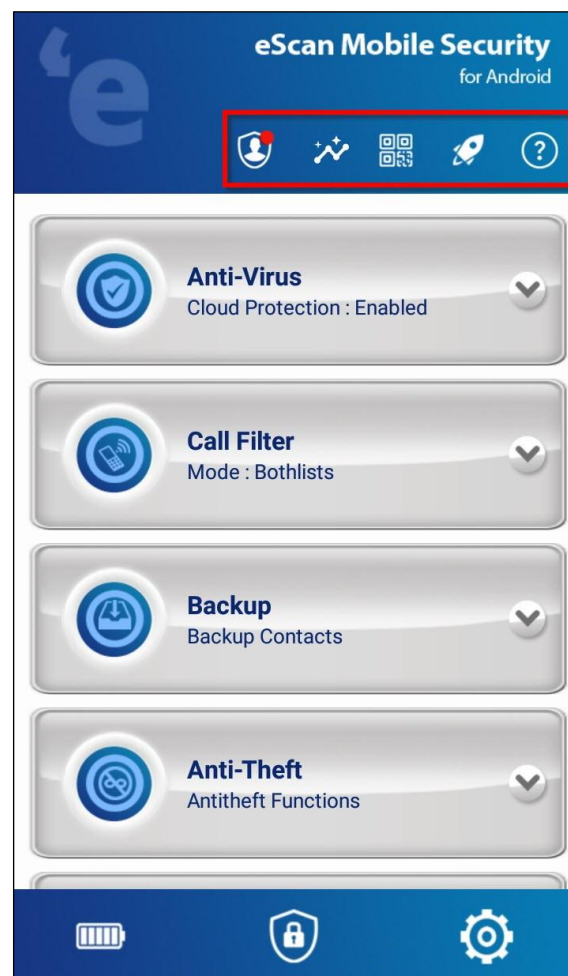 eScan Mobile Security
for Android
Anti-Virus
Cloud Protection : Enabled
Call Filter
Mode : Bothlists
Backup
Backup Contacts
Anti-Theft
Antitheft Functions